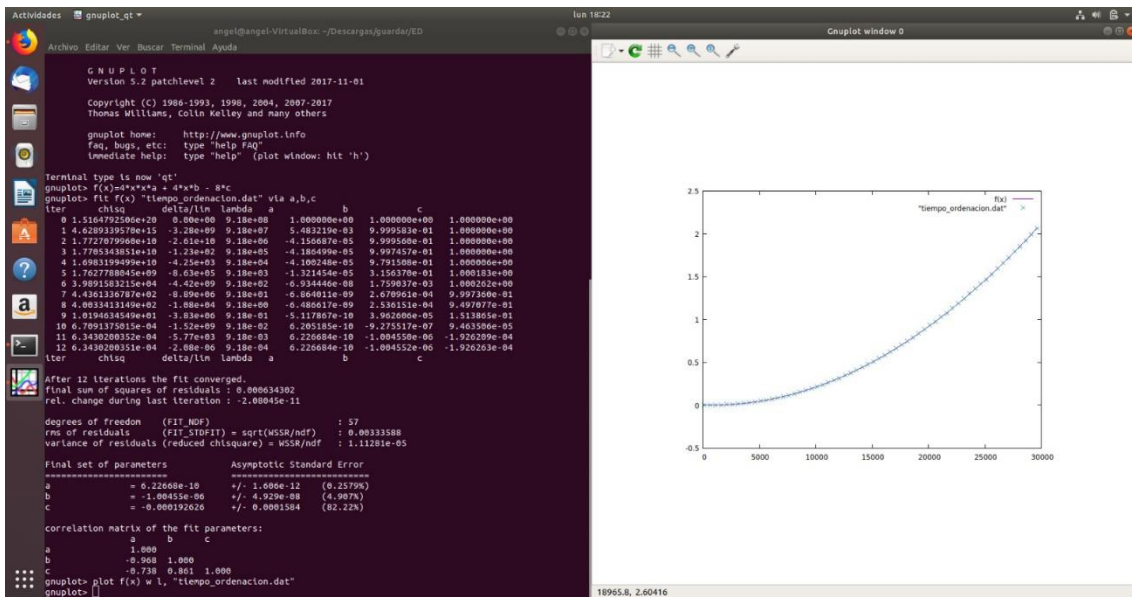 Actividades gnuplot_qt lun 18:22
angel@angel-VirtualBox: ~/Descargas/guardar/ED
Archivo Editar Ver Buscar Terminal Ayuda
G N U P L O T
Version 5.2 patchlevel 2 last modified 2017-11-01
Copyright (C) 1986-1993, 1998, 2004, 2007-2017
Thomas Williams, Colin Kelley and many others
gnuplot home: http://www.gnuplot.info
faq, bugs, etc: type "help FAQ"
immediate help: type "help" (plot window: hit 'h')
Terminal type is now 'qt'
gnuplot> f(x)=4*x*x*a + 4*x*b - 8*c
gnuplot> fit f(x) "tiempo_ordenacion.dat" via a,b,c
iter chisq delta/lim lambda a b c
0 1.5164792506e+20 0.00e+00 9.18e+08 1.000000e+00 1.000000e+00 1.000000e+00
1 4.6289339570e+15 -3.28e+09 9.18e+07 5.483219e-03 9.999583e-01 1.000000e+00
2 1.7727079960e+10 -2.61e+10 9.18e+06 -4.156687e-05 9.999560e-01 1.000000e+00
3 1.7705343851e+10 -1.23e+02 9.18e+05 -4.186499e-05 9.997457e-01 1.000000e+00
4 1.6983199499e+10 -4.25e+03 9.18e+04 -4.100248e-05 9.791508e-01 1.000006e+00
5 1.7627788045e+09 -8.63e+05 9.18e+03 -1.321454e-05 3.156370e-01 1.000183e+00
6 3.9891583215e+04 -4.42e+09 9.18e+02 -6.934446e-08 1.759037e-03 1.000262e+00
7 4.4361336787e+02 -8.89e+06 9.18e+01 -6.864011e-09 2.670961e-04 9.997360e-01
8 4.0033413149e+02 -1.08e+04 9.18e+00 -6.486617e-09 2.536151e-04 9.497077e-01
9 1.0194634549e+01 -3.83e+06 9.18e-01 -5.117867e-10 3.962606e-05 1.513865e-01
10 6.7091375015e-04 -1.52e+09 9.18e-02 6.205185e-10 -9.275517e-07 9.463506e-05
11 6.3430200352e-04 -5.77e+03 9.18e-03 6.226684e-10 -1.004550e-06 -1.926209e-04
12 6.3430200351e-04 -2.08e-06 9.18e-04 6.226684e-10 -1.004552e-06 -1.926263e-04
iter chisq delta/lim lambda a b c
After 12 iterations the fit converged.
final sum of squares of residuals : 0.000634302
rel. change during last iteration : -2.08045e-11
degrees of freedom (FIT_NDF) : 57
rms of residuals (FIT_STDFIT) = sqrt(WSSR/ndf) : 0.00333588
variance of residuals (reduced chisquare) = WSSR/ndf : 1.11281e-05
Final set of parameters Asymptotic Standard Error
======================= ==========================
a = 6.22668e-10 +/- 1.606e-12 (0.2579%)
b = -1.00455e-06 +/- 4.929e-08 (4.907%)
c = -0.000192626 +/- 0.0001584 (82.22%)
correlation matrix of the fit parameters:
a b c
a 1.000
b -0.968 1.000
c -0.738 0.861 1.000
gnuplot> plot f(x) w l, "tiempo_ordenacion.dat"
gnuplot>
Gnuplot window 0
f(x)
"tiempo_ordenacion.dat"
2.5
2
1.5
1
0.5
0
-0.5
0 5000 10000 15000 20000 25000 30000
18965.8, 2.60416